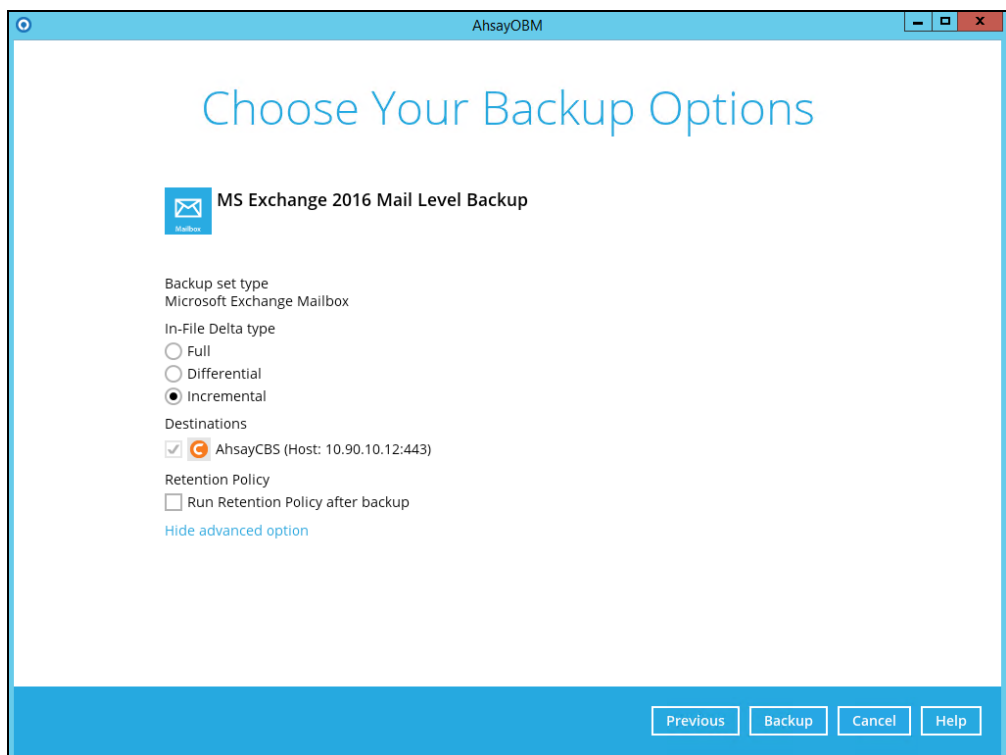 AhsayOBM
Choose Your Backup Options
MS Exchange 2016 Mail Level Backup
Mailbox
Backup set type
Microsoft Exchange Mailbox
In-File Delta type
Full
Differential
Incremental
Destinations
AhsayCBS (Host: 10.90.10.12:443)
Retention Policy
Run Retention Policy after backup
Hide advanced option
Previous Backup Cancel Help